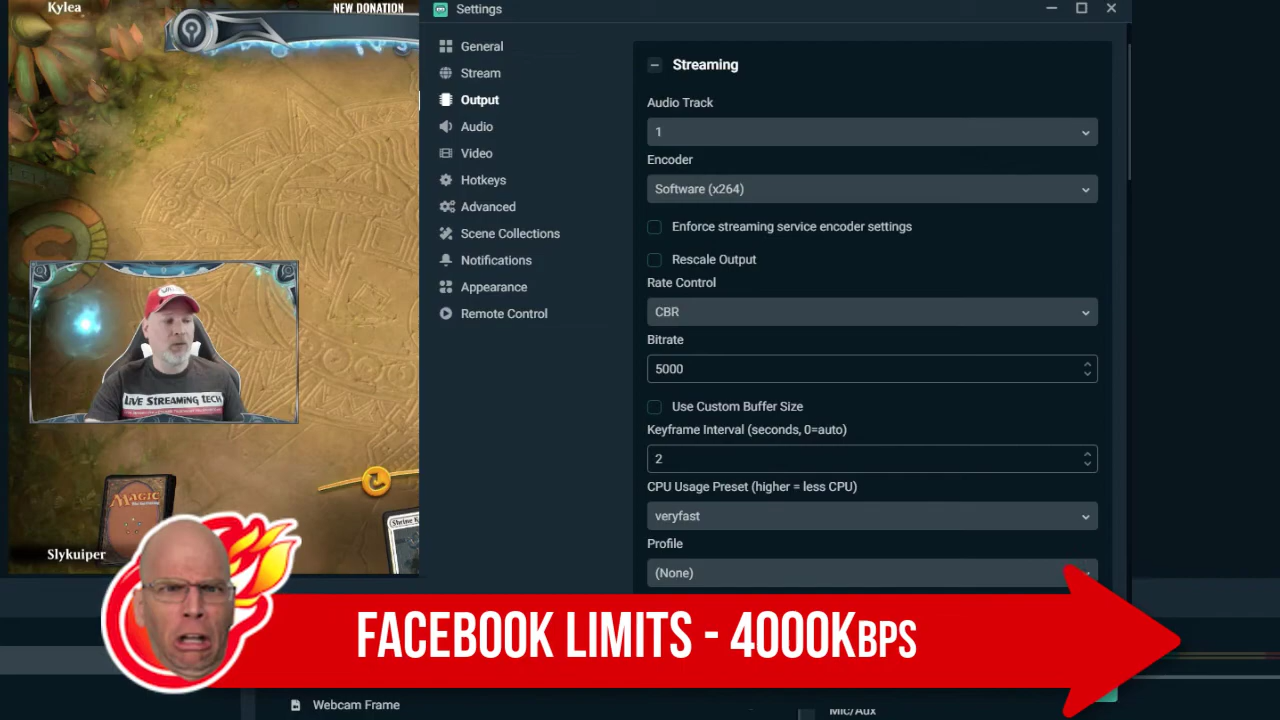 Kylea
NEW DONATION
Settings
General
Stream
Output
Audio
Video
Hotkeys
Advanced
Scene Collections
Notifications
Appearance
Remote Control
Streaming
Audio Track
1
Encoder
Software (x264)
Enforce streaming service encoder settings
Rescale Output
Rate Control
CBR
Bitrate
5000
Use Custom Buffer Size
Keyframe Interval (seconds, 0=auto)
2
CPU Usage Preset (higher = less CPU)
veryfast
Profile
(None)
LIVE STREAMING TECH
MAGIC
Shrine
Slykuiper
FACEBOOK LIMITS - 4000KBPS
Webcam Frame
Mic/Aux